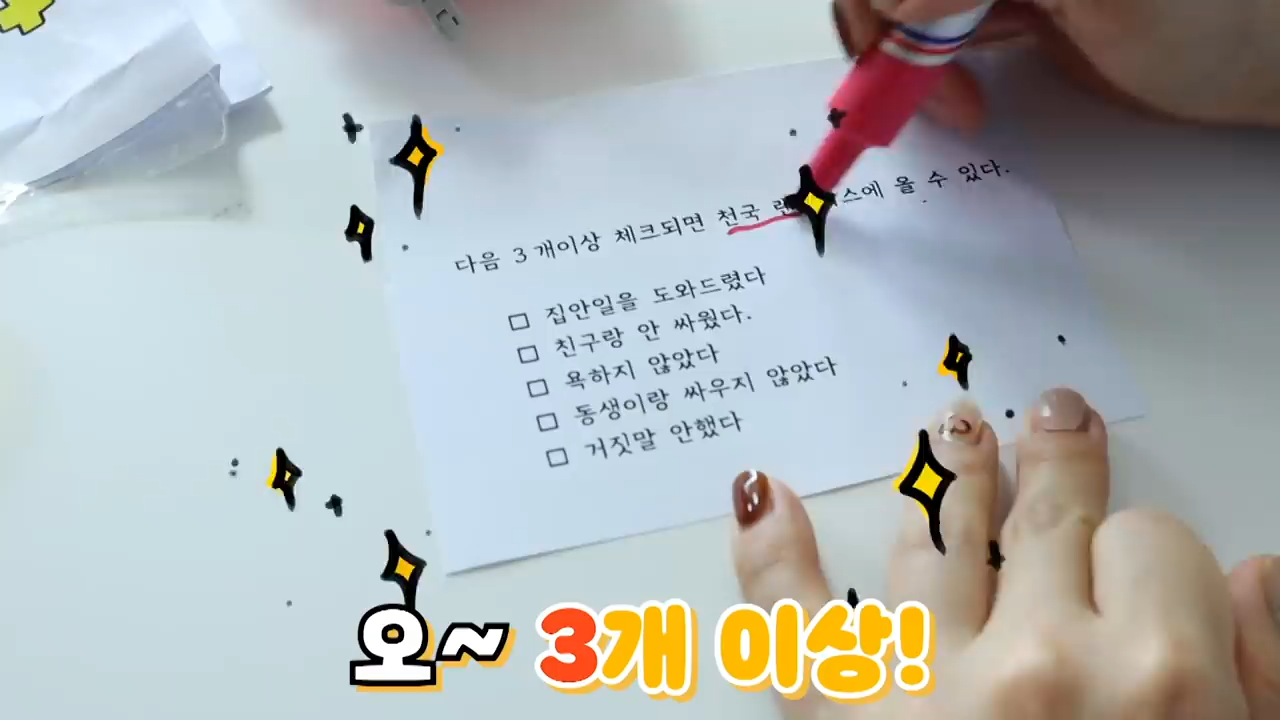 다음 3개이상 체크되면 천국 스에 올 수 있다.
□ 집안일을 도와드렸다
□ 친구랑 안 싸웠다.
□ 욕하지 않았다
□ 동생이랑 싸우지 않았다
□ 거짓말 안했다
오~ 3개 이상!